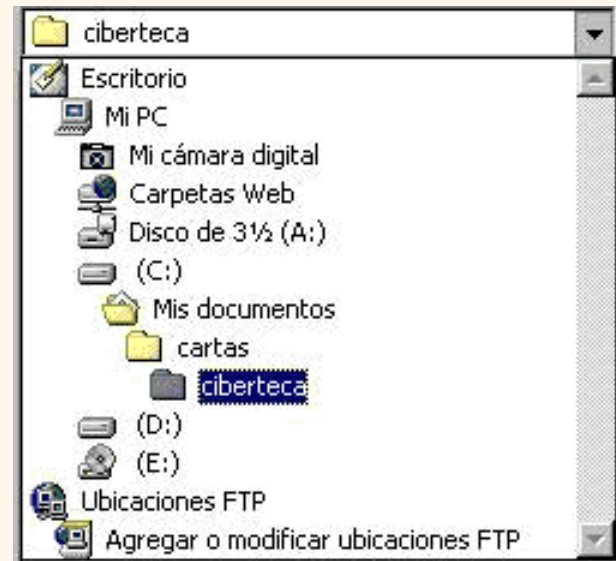 ciberteca
Escritorio
Mi PC
Mi cámara digital
Carpetas Web
Disco de 3½ (A:)
(C:)
Mis documentos
cartas
ciberteca
(D:)
(E:)
Ubicaciones FTP
Agregar o modificar ubicaciones FTP